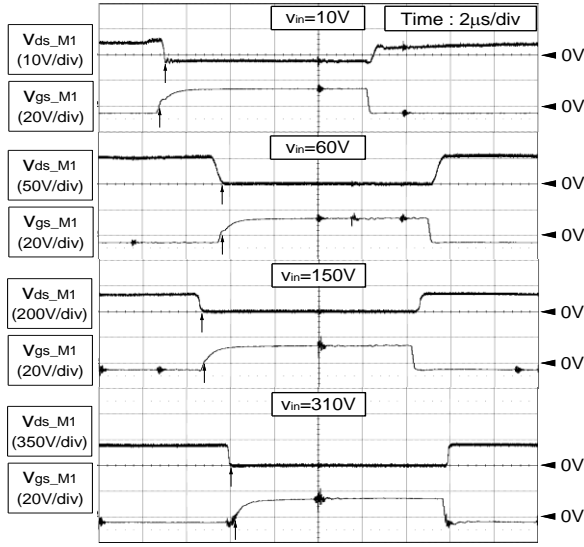 vin=10V
Time : 2μs/div
Vds_M1
(10V/div)
0V
Vgs_M1
(20V/div)
0V
vin=60V
Vds_M1
(50V/div)
0V
Vgs_M1
(20V/div)
0V
vin=150V
Vds_M1
(200V/div)
0V
Vgs_M1
(20V/div)
0V
vin=310V
Vds_M1
(350V/div)
0V
Vgs_M1
(20V/div)
0V